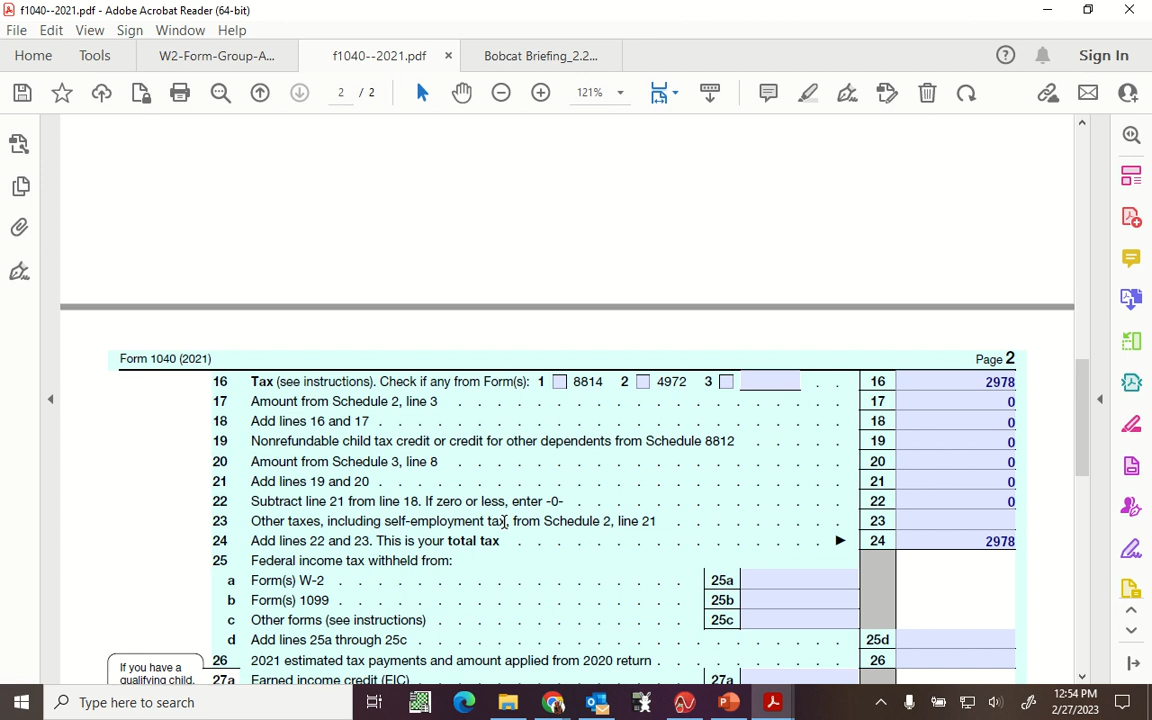 f1040--2021.pdf - Adobe Acrobat Reader (64-bit)
File Edit View Sign Window Help
Home Tools W2-Form-Group-A... f1040--2021.pdf × Bobcat Briefing_2.2... Sign In
2 / 2 121%
Form 1040 (2021) Page 2
16 Tax (see instructions). Check if any from Form(s): 1 8814 2 4972 3 . . 16 2978
17 Amount from Schedule 2, line 3 17 0
18 Add lines 16 and 17 18 0
19 Nonrefundable child tax credit or credit for other dependents from Schedule 8812 19 0
20 Amount from Schedule 3, line 8 20 0
21 Add lines 19 and 20 21 0
22 Subtract line 21 from line 18. If zero or less, enter -0- 22 0
23 Other taxes, including self-employment tax, from Schedule 2, line 21 23
24 Add lines 22 and 23. This is your total tax 24 2978
25 Federal income tax withheld from:
a Form(s) W-2 25a
b Form(s) 1099 25b
c Other forms (see instructions) 25c
d Add lines 25a through 25c 25d
26 2021 estimated tax payments and amount applied from 2020 return 26
If you have a
qualifying child,
27a Earned income credit (EIC) 27a
Type here to search
12:54 PM
2/27/2023